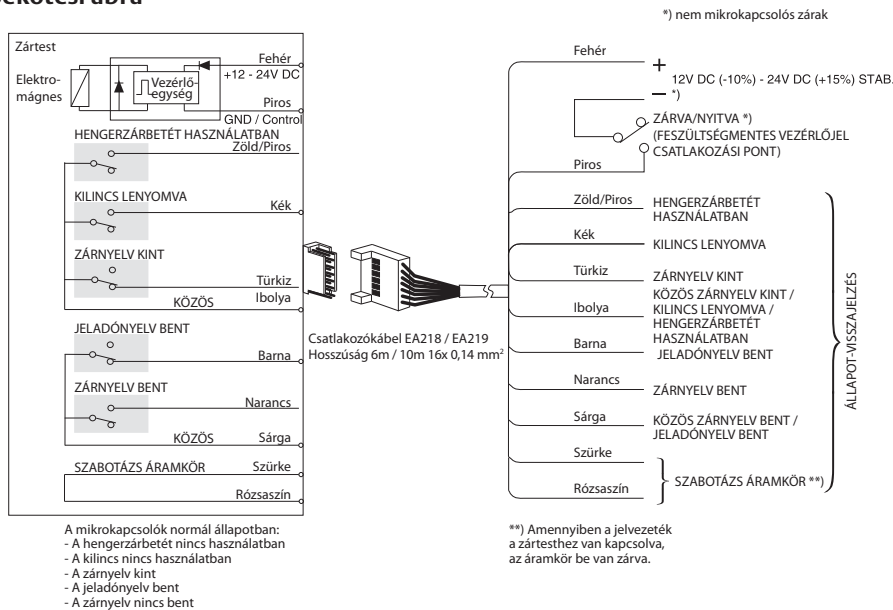 *) nem mikrokapcsolós zárak
Zártest
Elektro-
mágnes
Vezérlő-
egység
Fehér
+12 - 24V DC
Piros
GND / Control
HENGERZÁRBETÉT HASZNÁLATBAN
Zöld/Piros
KILINCS LENYOMVA
Kék
ZÁRNYELV KINT
Türkiz
KÖZÖS
Ibolya
JELADÓNYELV BENT
Barna
ZÁRNYELV BENT
Narancs
KÖZÖS
Sárga
SZABOTÁZS ÁRAMKÖR
Szürke
Rózsaszín
A mikrokapcsolók normál állapotban:
- A hengerzárbetét nincs használatban
- A kilincs nincs használatban
- A zárnyelv kint
- A jeladónyelv bent
- A zárnyelv nincs bent
Csatlakozókábel EA218 / EA219
Hosszúság 6m / 10m 16x 0,14 mm²
Fehér
+
12V DC (-10%) - 24V DC (+15%) STAB.
− *)
ZÁRVA/NYITVA *)
(FESZÜLTSÉGMENTES VEZÉRLŐJEL
CSATLAKOZÁSI PONT)
Piros
Zöld/Piros
HENGERZÁRBETÉT
HASZNÁLATBAN
Kék
KILINCS LENYOMVA
Türkiz
ZÁRNYELV KINT
Ibolya
KÖZÖS ZÁRNYELV KINT /
KILINCS LENYOMVA /
HENGERZÁRBETÉT
HASZNÁLATBAN
Barna
JELADÓNYELV BENT
Narancs
ZÁRNYELV BENT
Sárga
KÖZÖS ZÁRNYELV BENT /
JELADÓNYELV BENT
Szürke
Rózsaszín
SZABOTÁZS ÁRAMKÖR **)
ÁLLAPOT-VISSZAJELZÉS
**) Amennyiben a jelvezeték
a zártesthez van kapcsolva,
az áramkör be van zárva.